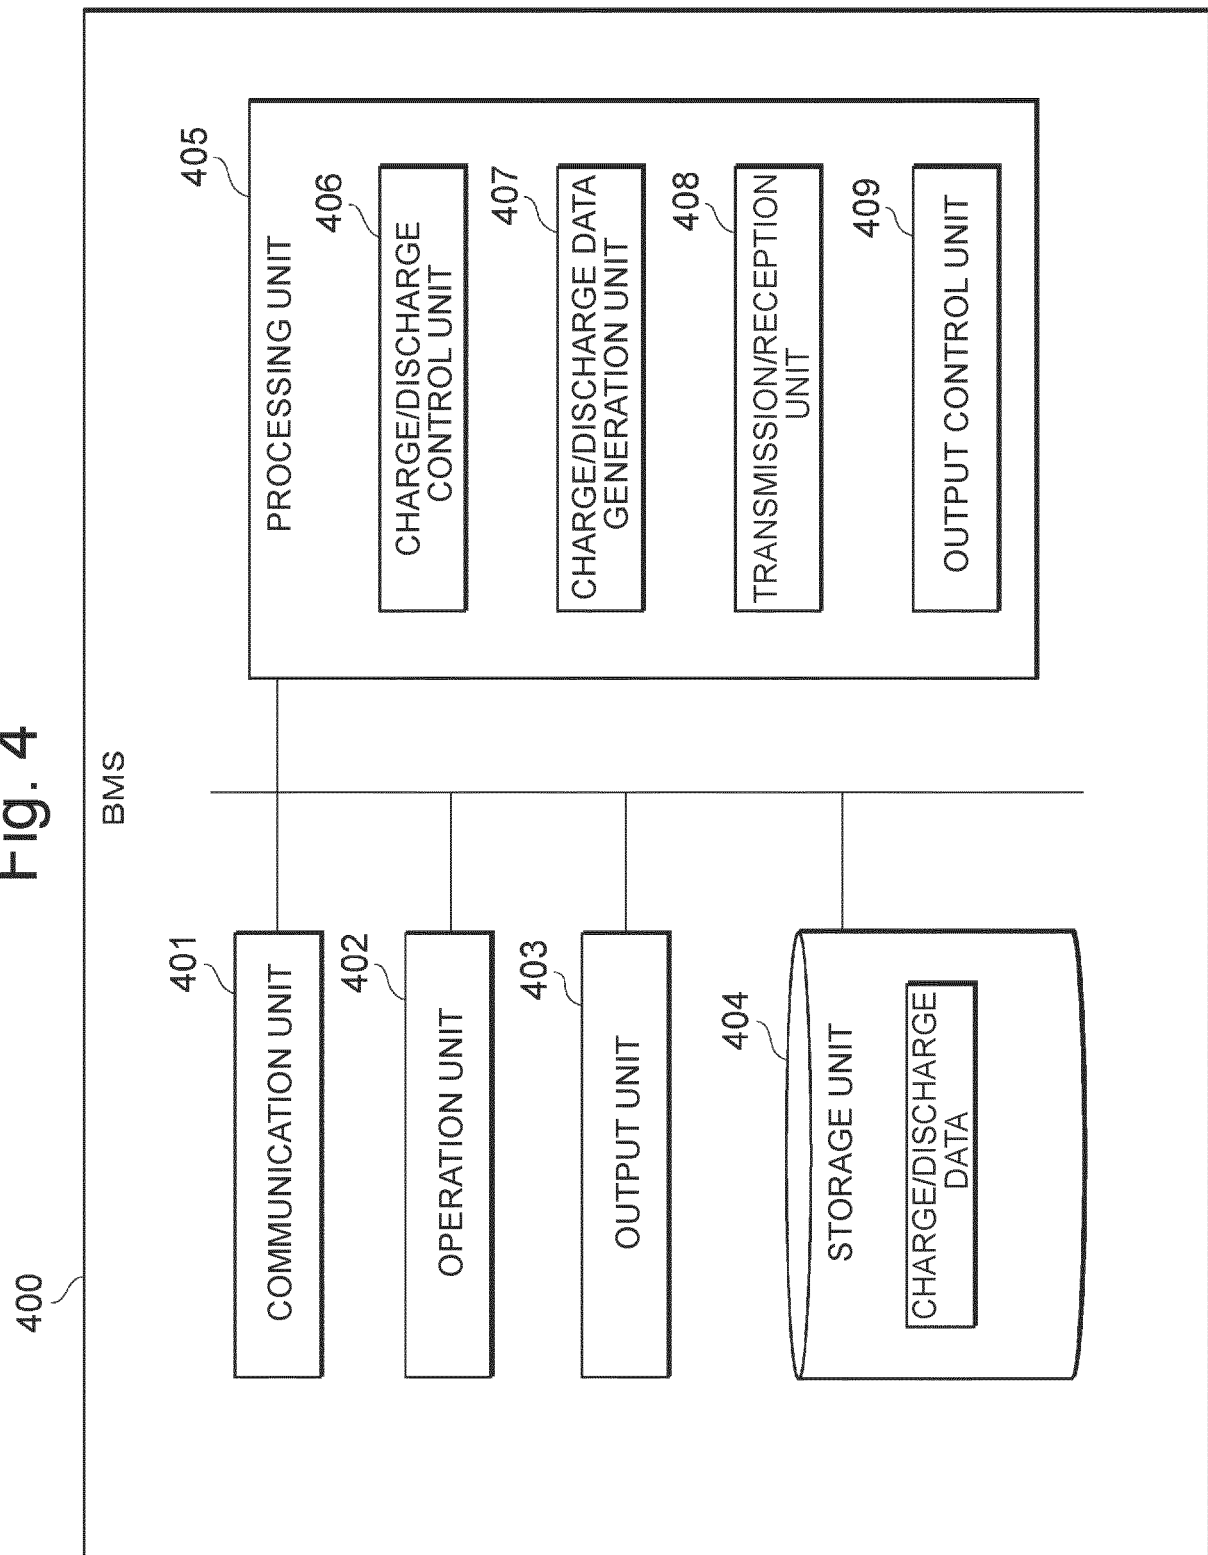 Fig. 4
400
BMS
401
COMMUNICATION UNIT
402
OPERATION UNIT
403
OUTPUT UNIT
404
STORAGE UNIT
CHARGE/DISCHARGE
DATA
405
PROCESSING UNIT
406
CHARGE/DISCHARGE
CONTROL UNIT
407
CHARGE/DISCHARGE DATA
GENERATION UNIT
408
TRANSMISSION/RECEPTION
UNIT
409
OUTPUT CONTROL UNIT